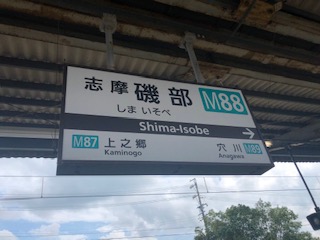 志摩磯部 M88
しま いそべ
Shima-Isobe
M87 上之郷 穴川 M89
Kaminogo Anagawa